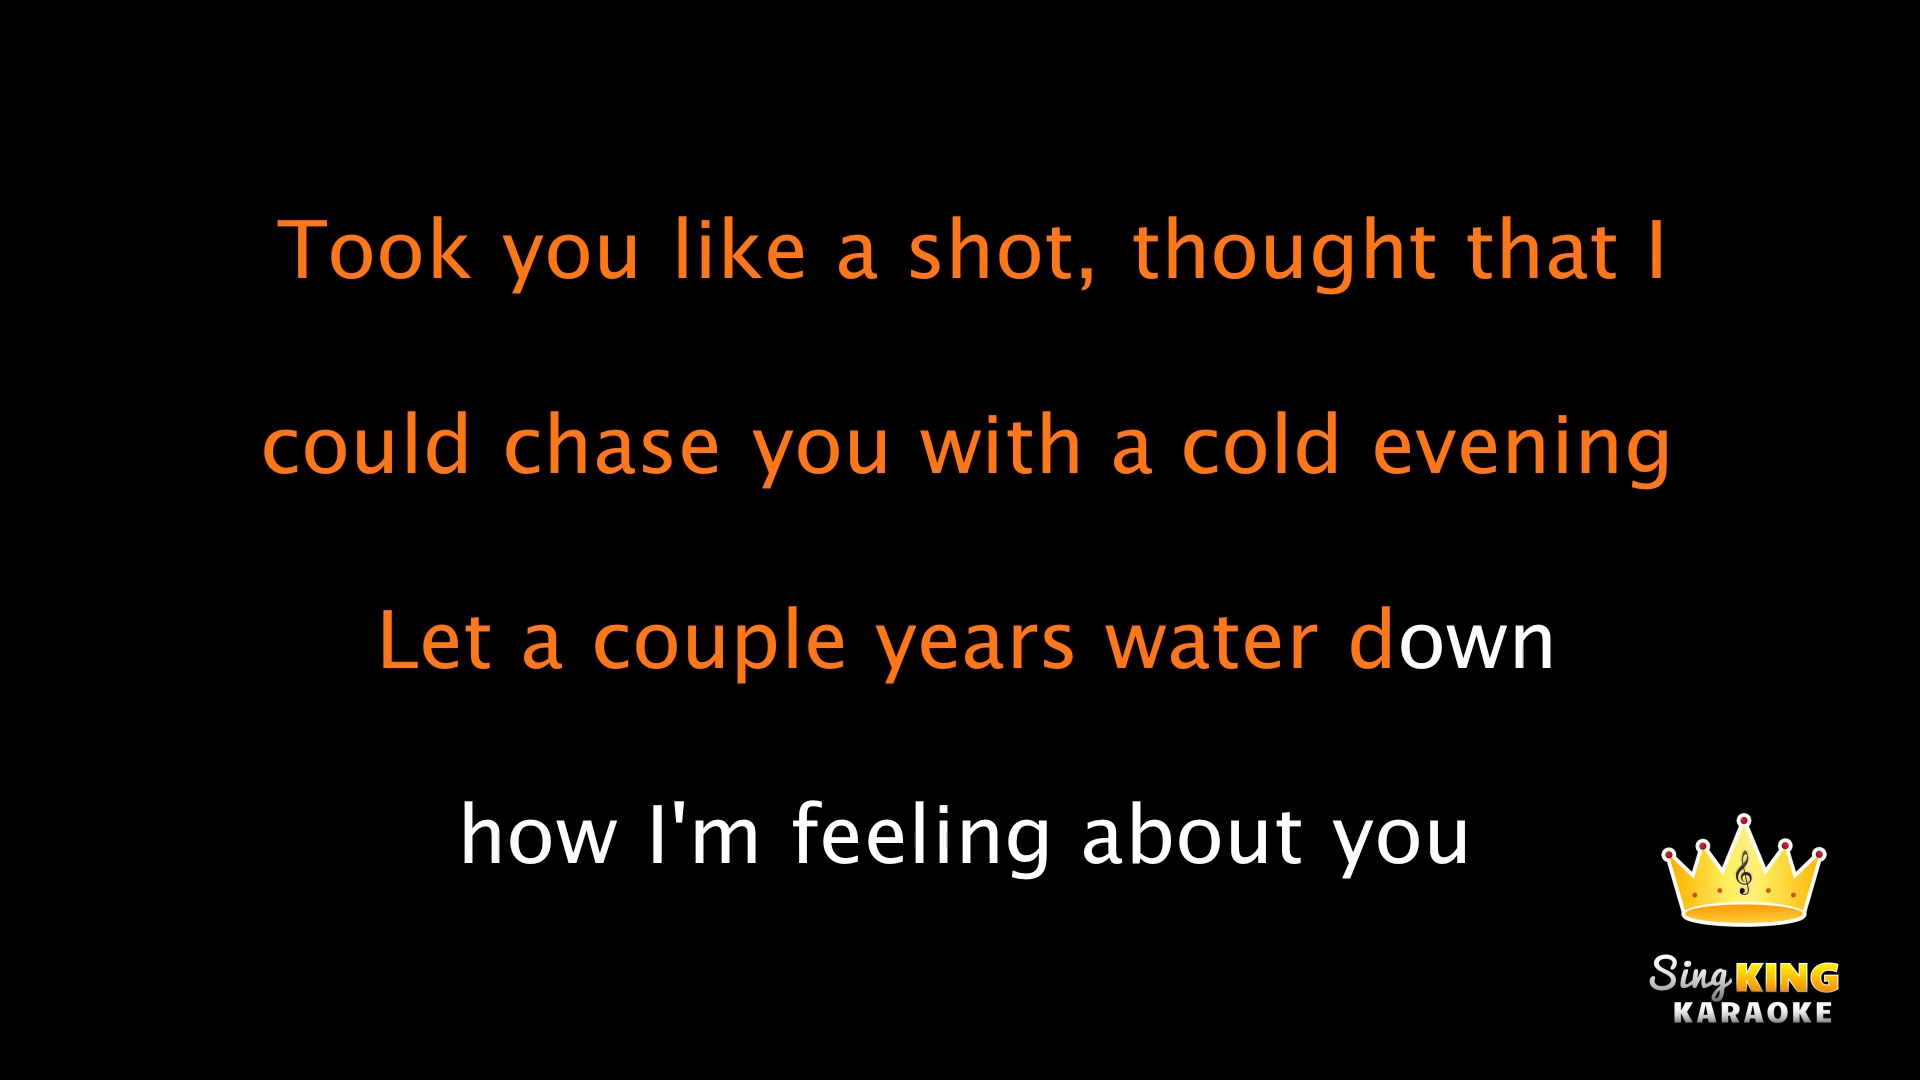 Took you like a shot, thought that I
could chase you with a cold evening
Let a couple years water down
how I'm feeling about you
Sing KING
KARAOKE